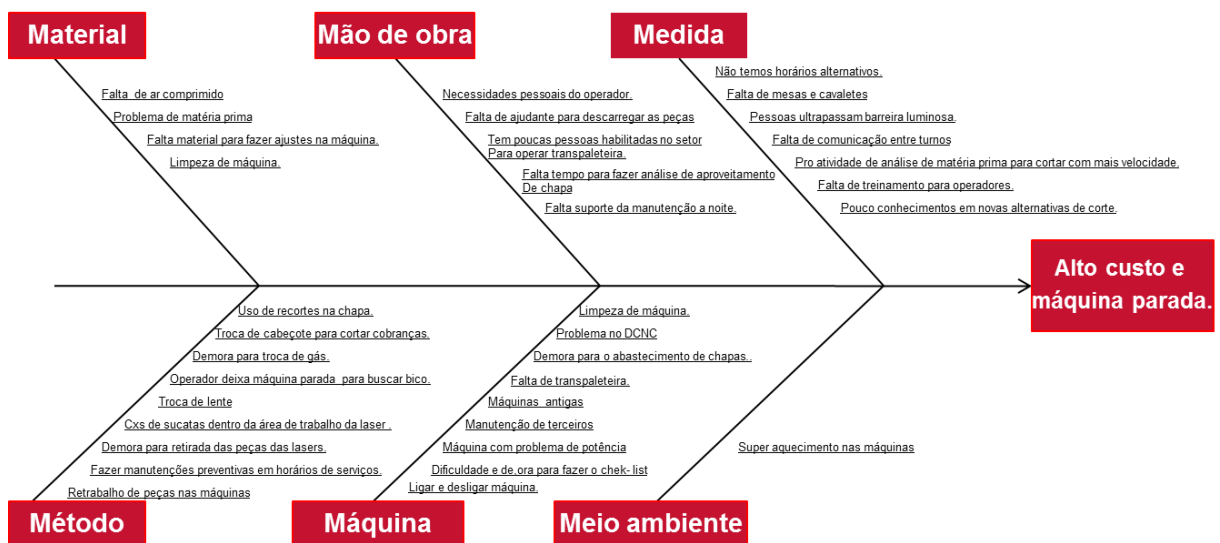 Material
Mão de obra
Medida
Não temos horários alternativos.
Falta de ar comprimido
Necessidades pessoais do operador.
Falta de mesas e cavaletes
Problema de matéria prima
Falta de ajudante para descarregar as peças
Pessoas ultrapassam barreira luminosa.
Falta material para fazer ajustes na máquina.
Tem poucas pessoas habilitadas no setor
Para operar transpaleteira.
Falta de comunicação entre turnos
Limpeza de máquina.
Pro atividade de análise de matéria prima para cortar com mais velocidade.
Falta tempo para fazer análise de aproveitamento
De chapa
Falta de treinamento para operadores.
Falta suporte da manutenção a noite.
Pouco conhecimentos em novas alternativas de corte.
Alto custo e
máquina parada.
Uso de recortes na chapa.
Limpeza de máquina.
Troca de cabeçote para cortar cobranças.
Problema no DCNC
Demora para troca de gás.
Demora para o abastecimento de chapas..
Operador deixa máquina parada para buscar bico.
Falta de transpaleteira.
Troca de lente
Máquinas antigas
Cxs de sucatas dentro da área de trabalho da laser .
Manutenção de terceiros
Demora para retirada das peças das lasers.
Máquina com problema de potência
Super aquecimento nas máquinas
Fazer manutenções preventivas em horários de serviços.
Dificuldade e de,ora para fazer o chek- list
Retrabalho de peças nas máquinas
Ligar e desligar máquina.
Método
Máquina
Meio ambiente